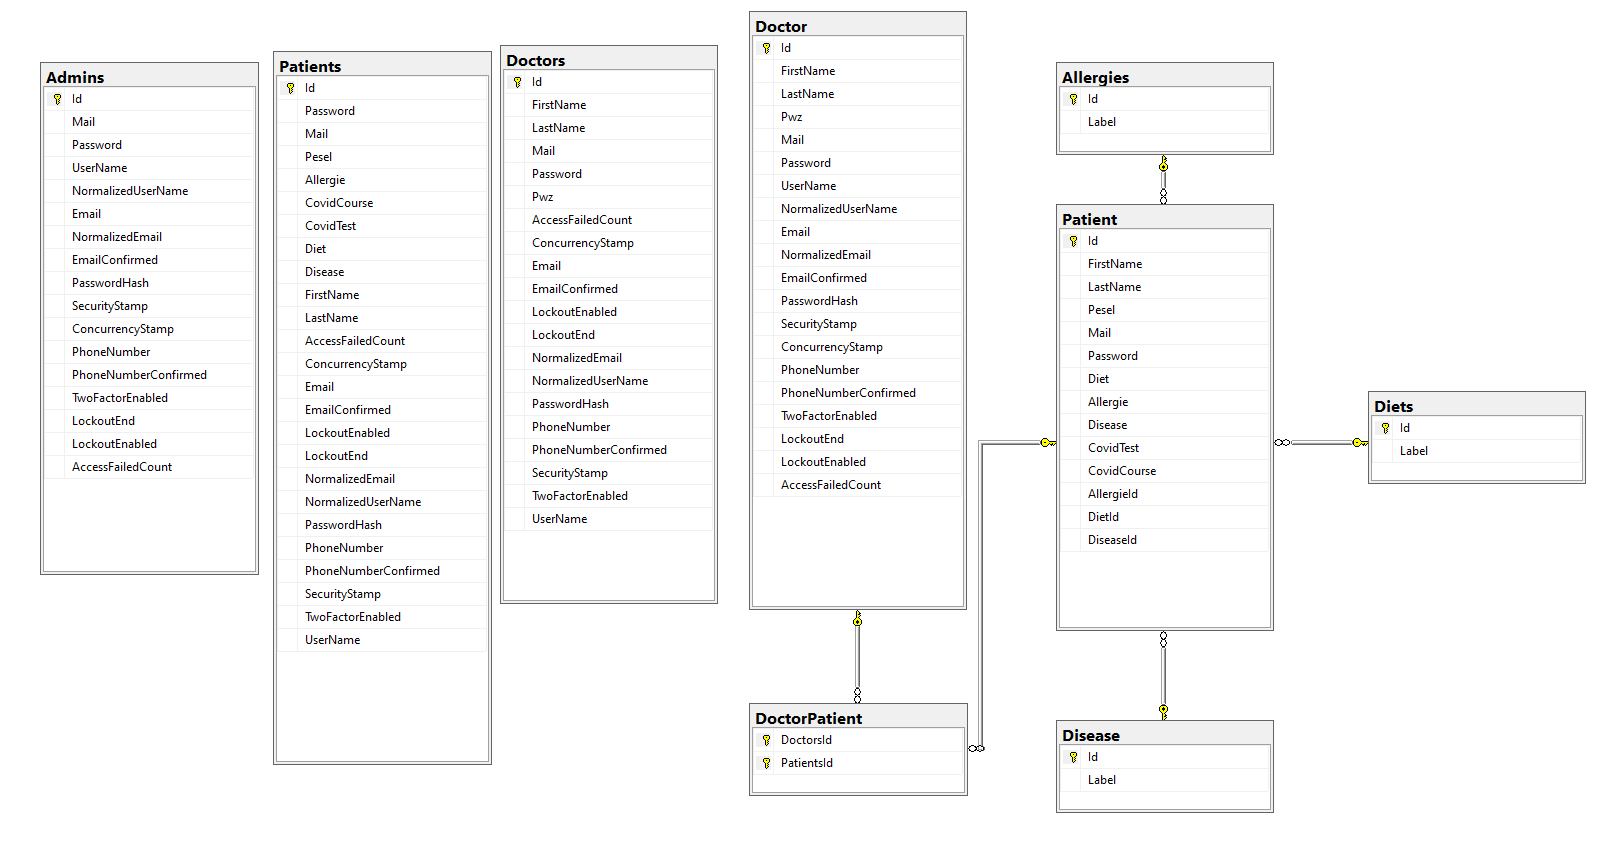 Admins
Id
Mail
Password
UserName
NormalizedUserName
Email
NormalizedEmail
EmailConfirmed
PasswordHash
SecurityStamp
ConcurrencyStamp
PhoneNumber
PhoneNumberConfirmed
TwoFactorEnabled
LockoutEnd
LockoutEnabled
AccessFailedCount
Patients
Id
Password
Mail
Pesel
Allergie
CovidCourse
CovidTest
Diet
Disease
FirstName
LastName
AccessFailedCount
ConcurrencyStamp
Email
EmailConfirmed
LockoutEnabled
LockoutEnd
NormalizedEmail
NormalizedUserName
PasswordHash
PhoneNumber
PhoneNumberConfirmed
SecurityStamp
TwoFactorEnabled
UserName
Doctors
Id
FirstName
LastName
Mail
Password
Pwz
AccessFailedCount
ConcurrencyStamp
Email
EmailConfirmed
LockoutEnabled
LockoutEnd
NormalizedEmail
NormalizedUserName
PasswordHash
PhoneNumber
PhoneNumberConfirmed
SecurityStamp
TwoFactorEnabled
UserName
Doctor
Id
FirstName
LastName
Pwz
Mail
Password
UserName
NormalizedUserName
Email
NormalizedEmail
EmailConfirmed
PasswordHash
SecurityStamp
ConcurrencyStamp
PhoneNumber
PhoneNumberConfirmed
TwoFactorEnabled
LockoutEnd
LockoutEnabled
AccessFailedCount
DoctorPatient
DoctorsId
PatientsId
Allergies
Id
Label
Patient
Id
FirstName
LastName
Pesel
Mail
Password
Diet
Allergie
Disease
CovidTest
CovidCourse
AllergieId
DietId
DiseaseId
Disease
Id
Label
Diets
Id
Label